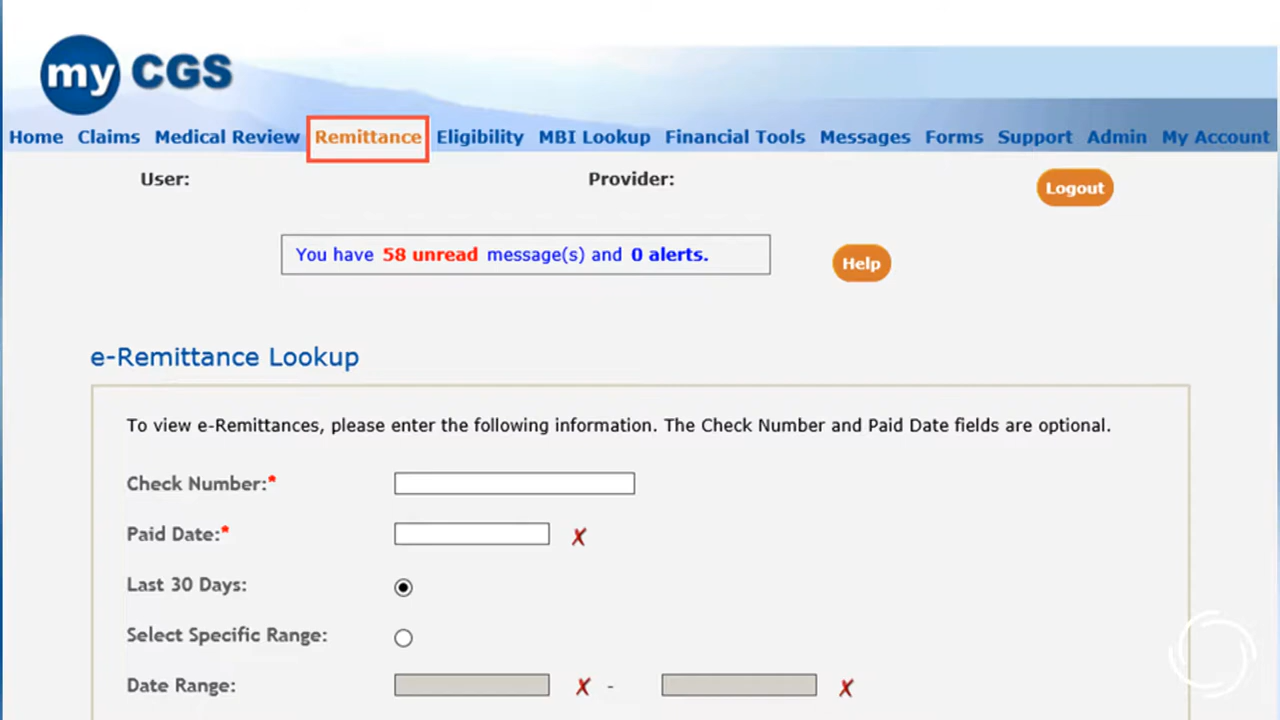 my CGS
Home Claims Medical Review Remittance Eligibility MBI Lookup Financial Tools Messages Forms Support Admin My Account
User: Provider: Logout
You have 58 unread message(s) and 0 alerts. Help
e-Remittance Lookup
To view e-Remittances, please enter the following information. The Check Number and Paid Date fields are optional.
Check Number:*
Paid Date:* X
Last 30 Days:
Select Specific Range:
Date Range: X - X